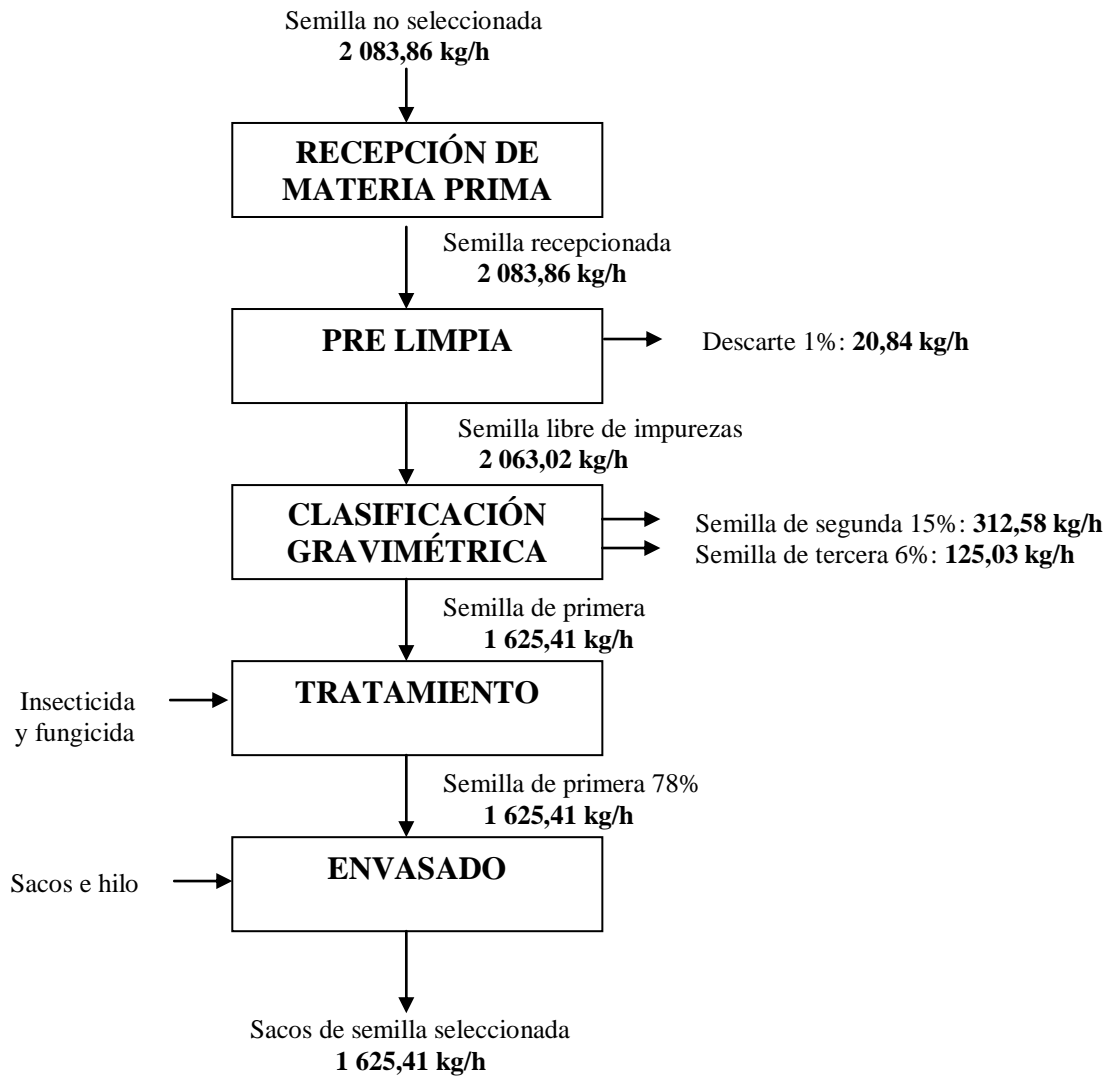 Semilla no seleccionada
2 083,86 kg/h
RECEPCIÓN DE
MATERIA PRIMA
Semilla recepcionada
2 083,86 kg/h
PRE LIMPIA
Descarte 1%: 20,84 kg/h
Semilla libre de impurezas
2 063,02 kg/h
CLASIFICACIÓN
GRAVIMÉTRICA
Semilla de segunda 15%: 312,58 kg/h
Semilla de tercera 6%: 125,03 kg/h
Semilla de primera
1 625,41 kg/h
TRATAMIENTO
Insecticida
y fungicida
Semilla de primera 78%
1 625,41 kg/h
ENVASADO
Sacos e hilo
Sacos de semilla seleccionada
1 625,41 kg/h